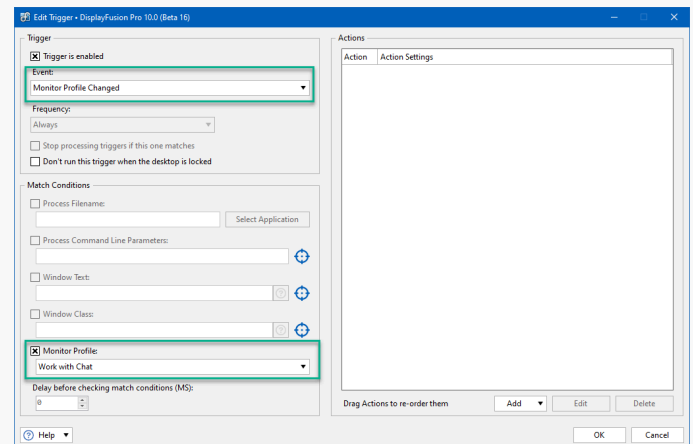 Edit Trigger • DisplayFusion Pro 10.0 (Beta 16)
Trigger
Trigger is enabled
Event:
Monitor Profile Changed
Frequency:
Always
Stop processing triggers if this one matches
Don't run this trigger when the desktop is locked
Match Conditions
Process Filename:
Select Application
Process Command Line Parameters:
Window Text:
Window Class:
Monitor Profile:
Work with Chat
Delay before checking match conditions (MS):
0
Actions
Action Action Settings
Drag Actions to re-order them
Add
Edit
Delete
Help
OK
Cancel